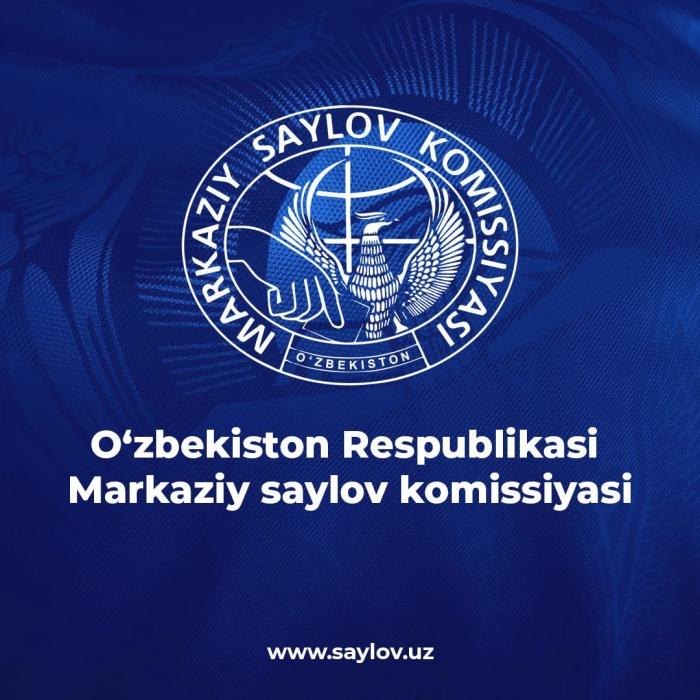 MARKAZIY SAYLOV KOMISSIYASI
O‘ZBEKISTON
O‘zbekiston Respublikasi
Markaziy saylov komissiyasi
www.saylov.uz